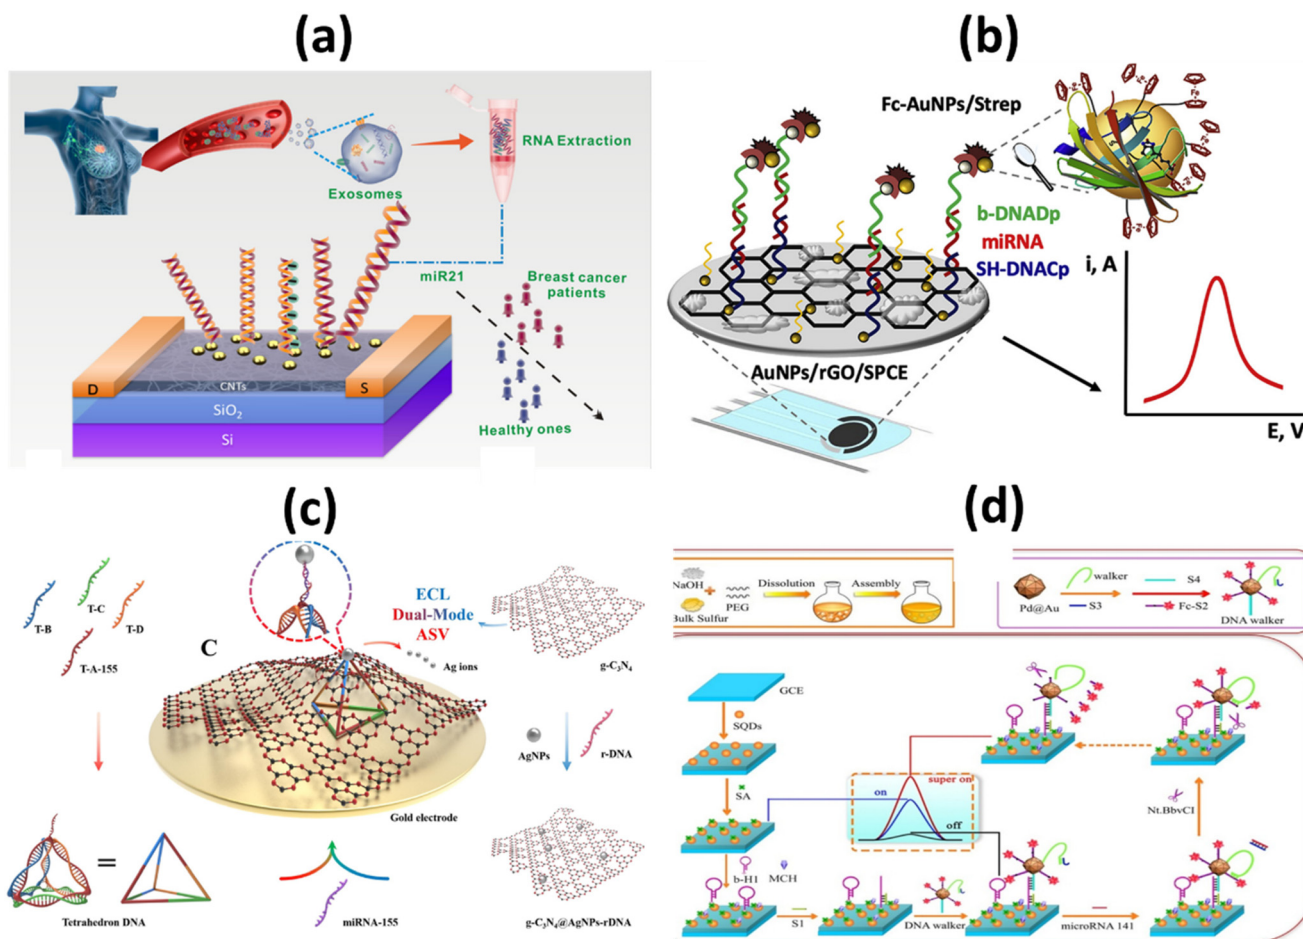 (a)
RNA Extraction
Exosomes
miR21
Breast cancer
patients
Healthy ones
D
CNTs
S
SiO2
Si
(b)
Fc-AuNPs/Strep
b-DNADp
miRNA
SH-DNACp
i, A
E, V
AuNPs/rGO/SPCE
(c)
T-B
T-C
T-D
T-A-155
C
ECL
Dual-Mode
ASV
Ag ions
g-C3N4
AgNPs
r-DNA
Gold electrode
=
Tetrahedron DNA
miRNA-155
g-C3N4@AgNPs-rDNA
(d)
NaOH
+
Bulk Sulfur
PEG
Dissolution
Assembly
Pd@Au
walker
S3
S4
Fc-S2
DNA walker
GCE
SQDs
SA
b-H1
MCH
S1
DNA walker
microRNA 141
Nt.BbvCI
super on
on
off